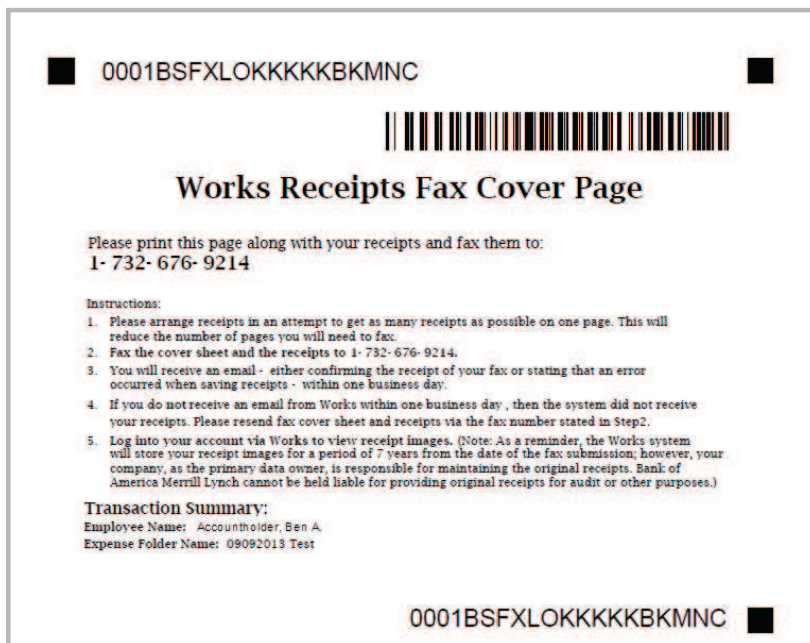 0001BSFXLOKKKKKBKMNC
Works Receipts Fax Cover Page
Please print this page along with your receipts and fax them to:
1- 732- 676- 9214
Instructions:
1. Please arrange receipts in an attempt to get as many receipts as possible on one page. This will
reduce the number of pages you will need to fax.
2. Fax the cover sheet and the receipts to 1- 732- 676- 9214.
3. You will receive an email - either confirming the receipt of your fax or stating that an error
occurred when saving receipts - within one business day.
4. If you do not receive an email from Works within one business day , then the system did not receive
your receipts. Please resend fax cover sheet and receipts via the fax number stated in Step2.
5. Log into your account via Works to view receipt images. (Note: As a reminder, the Works system
will store your receipt images for a period of 7 years from the date of the fax submission; however, your
company, as the primary data owner, is responsible for maintaining the original receipts. Bank of
America Merrill Lynch cannot be held liable for providing original receipts for audit or other purposes.)
Transaction Summary:
Employee Name: Accountholder, Ben A
Expense Folder Name: 09092013 Test
0001BSFXLOKKKKKBKMNC